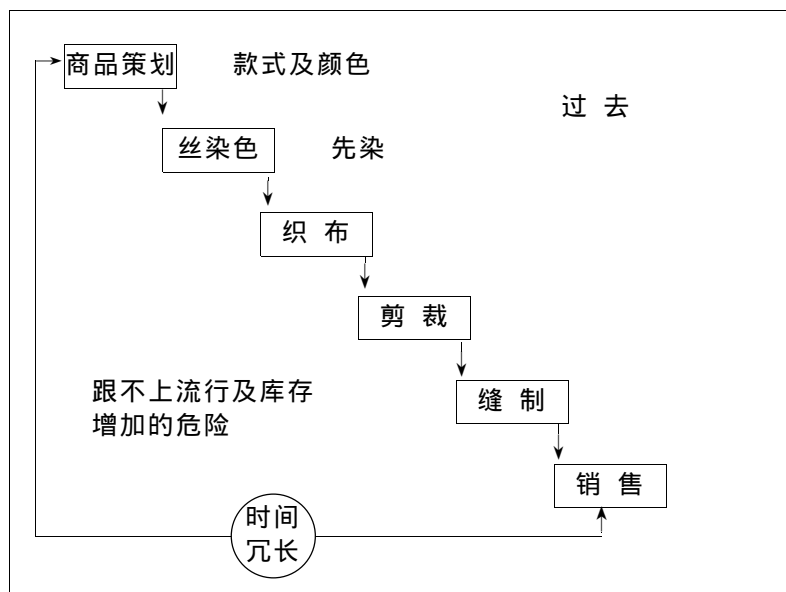 商品策划
款式及颜色
过 去
丝染色
先染
织 布
剪 裁
跟不上流行及库存
增加的危险
缝 制
销 售
时间
冗长